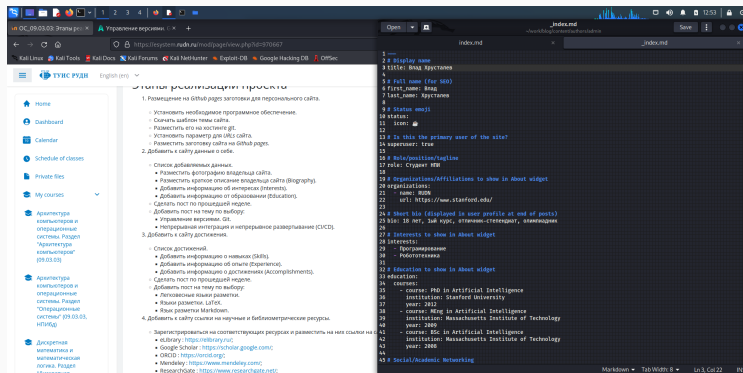 1 2 3 4
12:53
ОС_09.03.03: Этапы реа
Управление версиями.
https://esystem.rudn.ru/mod/page/view.php?id=970667
Kali Linux Kali Tools Kali Docs Kali Forums Kali NetHunter Exploit-DB Google Hacking DB OffSec
ТУИС РУДН English (en)
Home
Dashboard
Calendar
Schedule of classes
Private files
My courses
Архитектура
компьютеров и
операционные
системы. Раздел
"Архитектура
компьютеров"
(09.03.03)
Архитектура
компьютеров и
операционные
системы. Раздел
"Операционные
системы" (09.03.03,
НПИбд)
Дискретная
математика и
математическая
логика. Раздел
Этапы реализации проекта
1. Размещение на Github pages заготовки для персонального сайта.
Установить необходимое программное обеспечение.
Скачать шаблон темы сайта.
Разместить его на хостинге git.
Установить параметр для URLs сайта.
Разместить заготовку сайта на Github pages.
2. Добавить к сайту данные о себе.
Список добавляемых данных.
Разместить фотографию владельца сайта.
Разместить краткое описание владельца сайта (Biography).
Добавить информацию об интересах (Interests).
Добавить информацию от образовании (Education).
Сделать пост по прошедшей неделе.
Добавить пост на тему по выбору:
Управление версиями. Git.
Непрерывная интеграция и непрерывное развертывание (CI/CD).
3. Добавить к сайту достижения.
Список достижений.
Добавить информацию о навыках (Skills).
Добавить информацию об опыте (Experience).
Добавить информацию о достижениях (Accomplishments).
Сделать пост по прошедшей неделе.
Добавить пост на тему по выбору:
Легковесные языки разметки.
Языки разметки. LaTeX.
Язык разметки Markdown.
4. Добавить к сайту ссылки на научные и библиометрические ресурсы.
Зарегистрироваться на соответствующих ресурсах и разместить на них ссылки на с
eLibrary : https://elibrary.ru/;
Google Scholar : https://scholar.google.com/;
ORCID : https://orcid.org/;
Mendeley : https://www.mendeley.com/;
ResearchGate : https://www.researchgate.net/;
Open
_index.md
~/work/blog/content/authors/admin
Save
index.md
_index.md
1 ---
2 # Display name
3 title: Влад Хрусталев
4
5 # Full name (for SEO)
6 first_name: Влад
7 last_name: Хрусталев
8
9 # Status emoji
10 status:
11 icon: ☕️
12
13 # Is this the primary user of the site?
14 superuser: true
15
16 # Role/position/tagline
17 role: Студент НПИ
18
19 # Organizations/Affiliations to show in About widget
20 organizations:
21 - name: RUDN
22 url: https://www.stanford.edu/
23
24 # Short bio (displayed in user profile at end of posts)
25 bio: 18 лет, 1ый курс, отличник-степендиат, олимпиадник
26
27 # Interests to show in About widget
28 interests:
29 - Програмирование
30 - Робототехника
31
32 # Education to show in About widget
33 education:
34 courses:
35 - course: PhD in Artificial Intelligence
36 institution: Stanford University
37 year: 2012
38 - course: MEng in Artificial Intelligence
39 institution: Massachusetts Institute of Technology
40 year: 2009
41 - course: BSc in Artificial Intelligence
42 institution: Massachusetts Institute of Technology
43 year: 2008
44
45 # Social/Academic Networking
Markdown Tab Width: 8 Ln 3, Col 22 IN